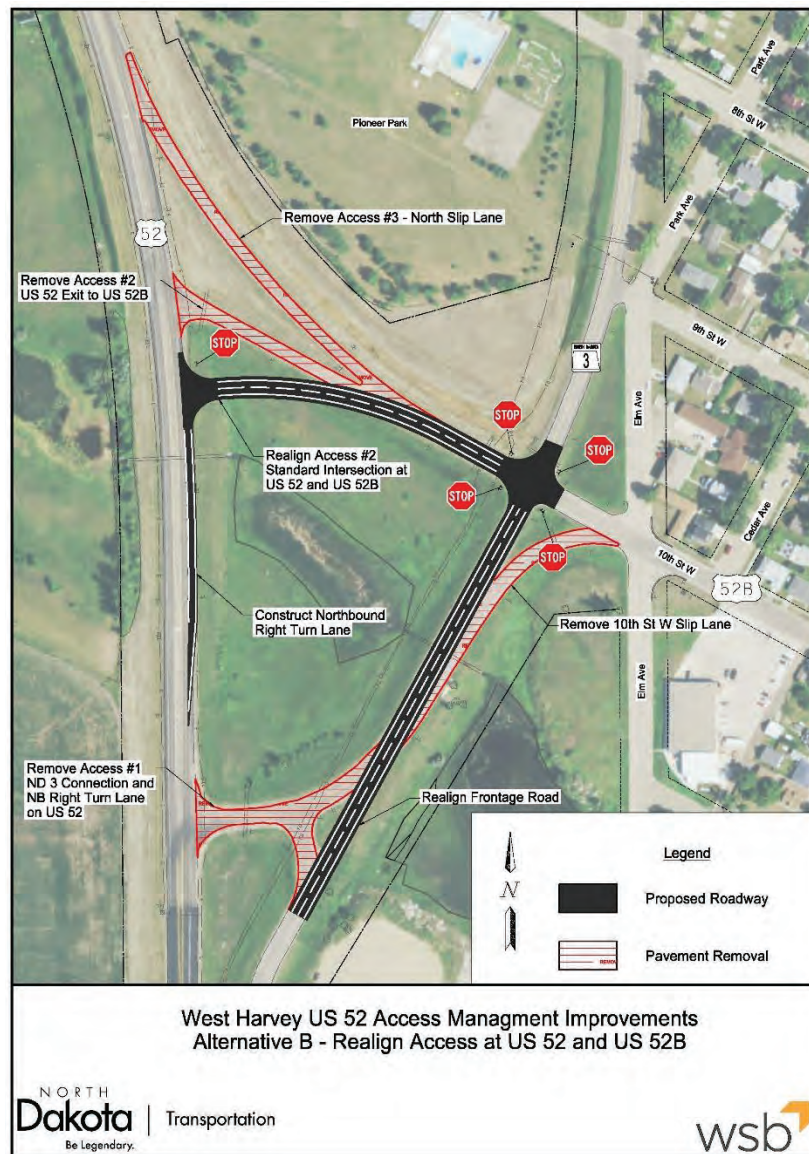 Park Ave
8th St W
Pioneer Park
Park Ave
Remove Access #3 - North Slip Lane
52
Remove Access #2
US 52 Exit to US 52B
9th St W
STOP
3
Elm Ave
STOP
STOP
Realign Access #2
Standard Intersection at
US 52 and US 52B
STOP
Cedar Ave
STOP
10th St W
52B
Construct Northbound
Right Turn Lane
Remove 10th St W Slip Lane
Elm Ave
Remove Access #1
ND 3 Connection and
NB Right Turn Lane
on US 52
Realign Frontage Road
Legend
N
Proposed Roadway
Pavement Removal
West Harvey US 52 Access Managment Improvements
Alternative B - Realign Access at US 52 and US 52B
NORTH
Dakota
Be Legendary.
Transportation
wsb